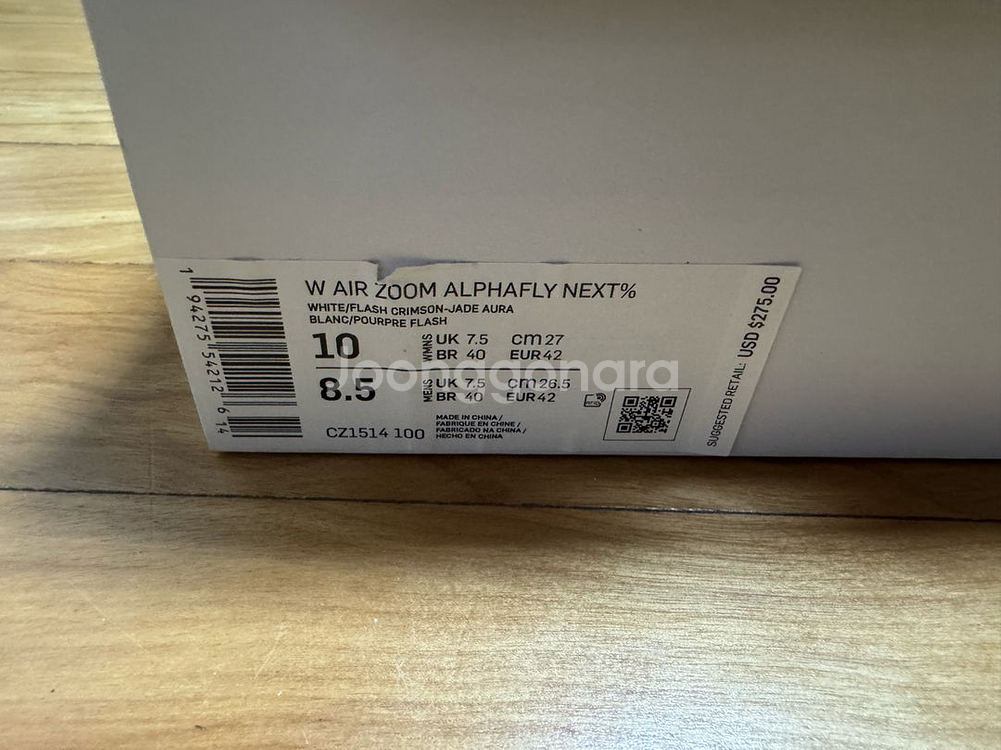 W AIR ZOOM ALPHAFLY NEXT%
WHITE/FLASH CRIMSON-JADE AURA
BLANC/POURPRE FLASH
10
WMNS
UK 7.5 cm 27
BR 40 EUR 42
8.5
MENS
UK 7.5 cm 26.5
BR 40 EUR 42
CZ1514 100
MADE IN CHINA /
FABRIQUE EN CHINE /
FABRICADO NA CHINA /
HECHO EN CHINA
1 94275 54212 6 14
SUGGESTED RETAIL: USD $275.00
Joonggonara